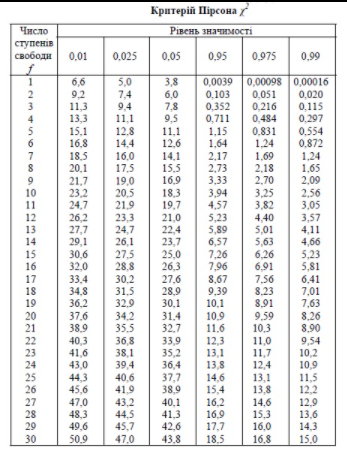 Критерій Пірсона χ²
Число ступенів свободи f Рівень значимості
0,01 0,025 0,05 0,95 0,975 0,99
1 6,6 5,0 3,8 0,0039 0,00098 0,00016
2 9,2 7,4 6,0 0,103 0,051 0,020
3 11,3 9,4 7,8 0,352 0,216 0,115
4 13,3 11,1 9,5 0,711 0,484 0,297
5 15,1 12,8 11,1 1,15 0,831 0,554
6 16,8 14,4 12,6 1,64 1,24 0,872
7 18,5 16,0 14,1 2,17 1,69 1,24
8 20,1 17,5 15,5 2,73 2,18 1,65
9 21,7 19,0 16,9 3,33 2,70 2,09
10 23,2 20,5 18,3 3,94 3,25 2,56
11 24,7 21,9 19,7 4,57 3,82 3,05
12 26,2 23,3 21,0 5,23 4,40 3,57
13 27,7 24,7 22,4 5,89 5,01 4,11
14 29,1 26,1 23,7 6,57 5,63 4,66
15 30,6 27,5 25,0 7,26 6,26 5,23
16 32,0 28,8 26,3 7,96 6,91 5,81
17 33,4 30,2 27,6 8,67 7,56 6,41
18 34,8 31,5 28,9 9,39 8,23 7,01
19 36,2 32,9 30,1 10,1 8,91 7,63
20 37,6 34,2 31,4 10,9 9,59 8,26
21 38,9 35,5 32,7 11,6 10,3 8,90
22 40,3 36,8 33,9 12,3 11,0 9,54
23 41,6 38,1 35,2 13,1 11,7 10,2
24 43,0 39,4 36,4 13,8 12,4 10,9
25 44,3 40,6 37,7 14,6 13,1 11,5
26 45,6 41,9 38,9 15,4 13,8 12,2
27 47,0 43,2 40,1 16,2 14,6 12,9
28 48,3 44,5 41,3 16,9 15,3 13,6
29 49,6 45,7 42,6 17,7 16,0 14,3
30 50,9 47,0 43,8 18,5 16,8 15,0